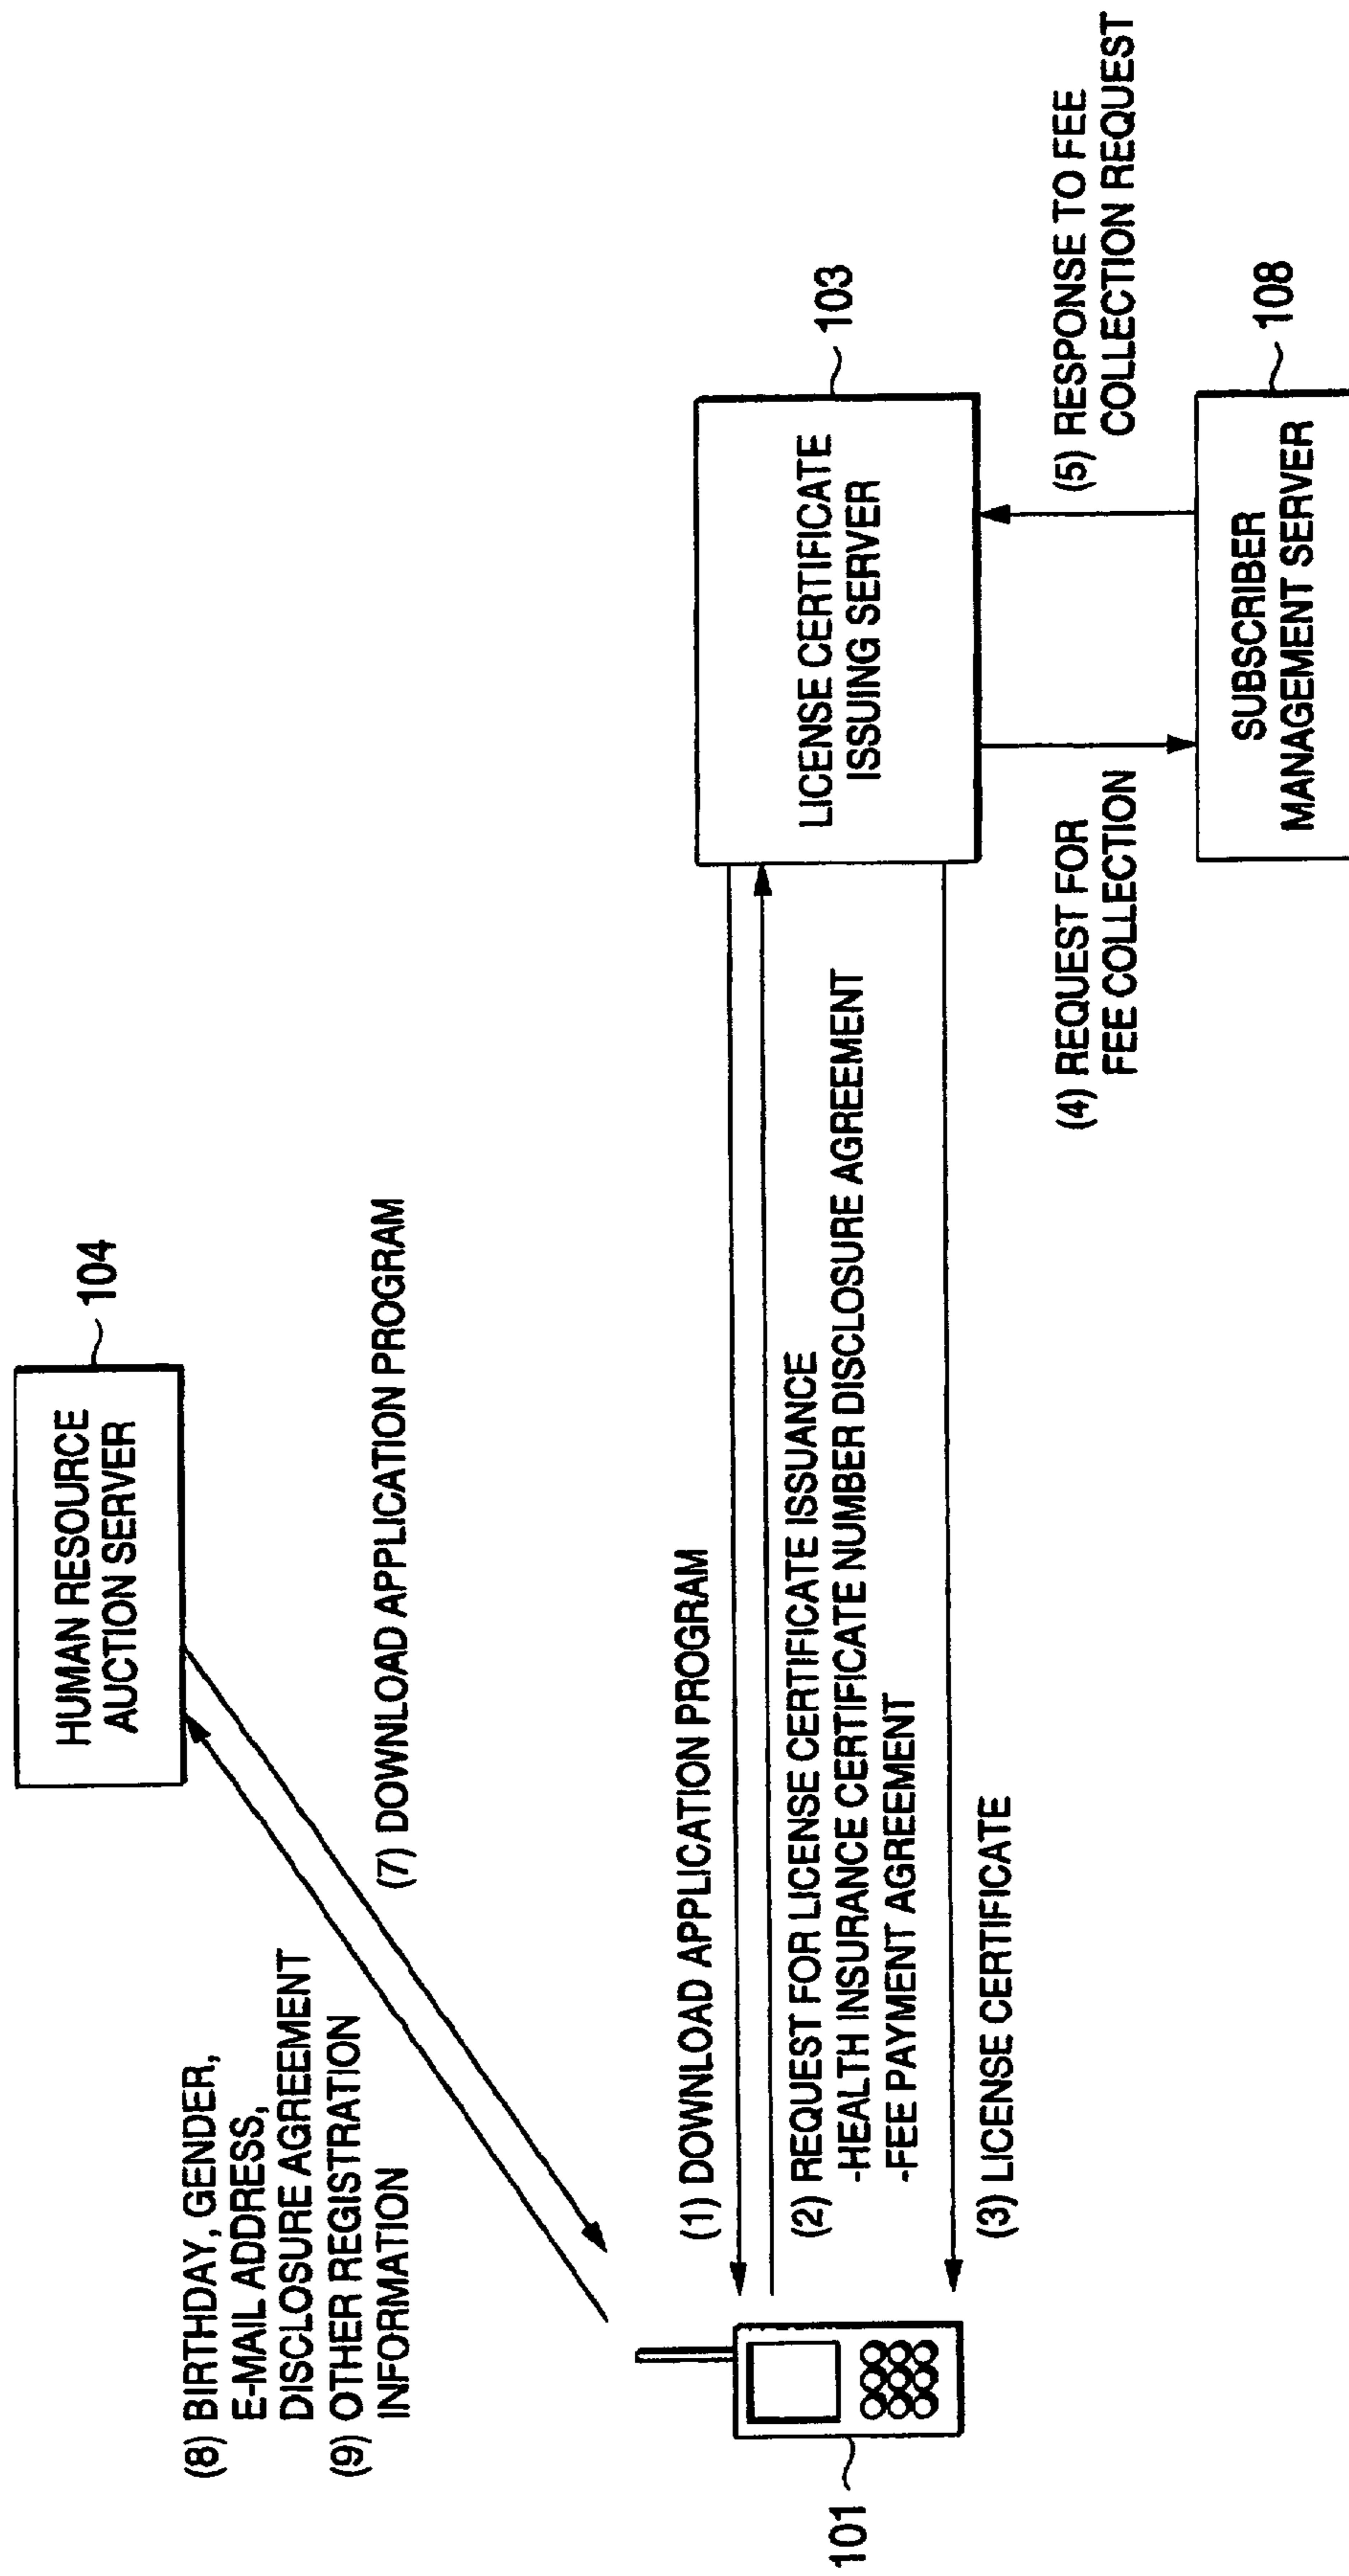 HUMAN RESOURCE
AUCTION SERVER
104
(8) BIRTHDAY, GENDER,
E-MAIL ADDRESS,
DISCLOSURE AGREEMENT
(9) OTHER REGISTRATION
INFORMATION
(7) DOWNLOAD APPLICATION PROGRAM
(1) DOWNLOAD APPLICATION PROGRAM
(2) REQUEST FOR LICENSE CERTIFICATE ISSUANCE
-HEALTH INSURANCE CERTIFICATE NUMBER DISCLOSURE AGREEMENT
-FEE PAYMENT AGREEMENT
(3) LICENSE CERTIFICATE
101
LICENSE CERTIFICATE
ISSUING SERVER
103
(4) REQUEST FOR
FEE COLLECTION
(5) RESPONSE TO FEE
COLLECTION REQUEST
SUBSCRIBER
MANAGEMENT SERVER
108